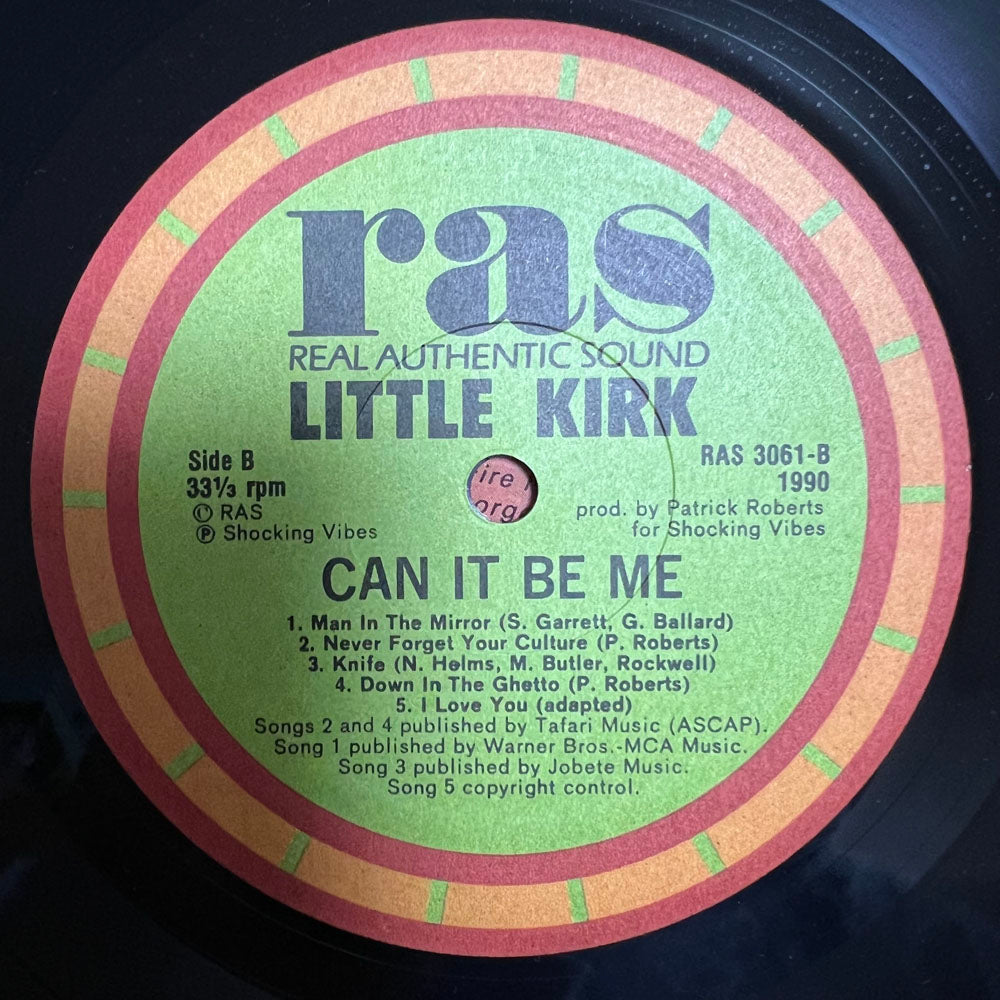 ras
REAL AUTHENTIC SOUND
LITTLE KIRK
Side B
33⅓ rpm
© RAS
℗ Shocking Vibes
RAS 3061-B
1990
prod. by Patrick Roberts
for Shocking Vibes
ire
org
CAN IT BE ME
1. Man In The Mirror (S. Garrett, G. Ballard)
2. Never Forget Your Culture (P. Roberts)
3. Knife (N. Helms, M. Butler, Rockwell)
4. Down In The Ghetto (P. Roberts)
5. I Love You (adapted)
Songs 2 and 4 published by Tafari Music (ASCAP).
Song 1 published by Warner Bros.-MCA Music.
Song 3 published by Jobete Music.
Song 5 copyright control.